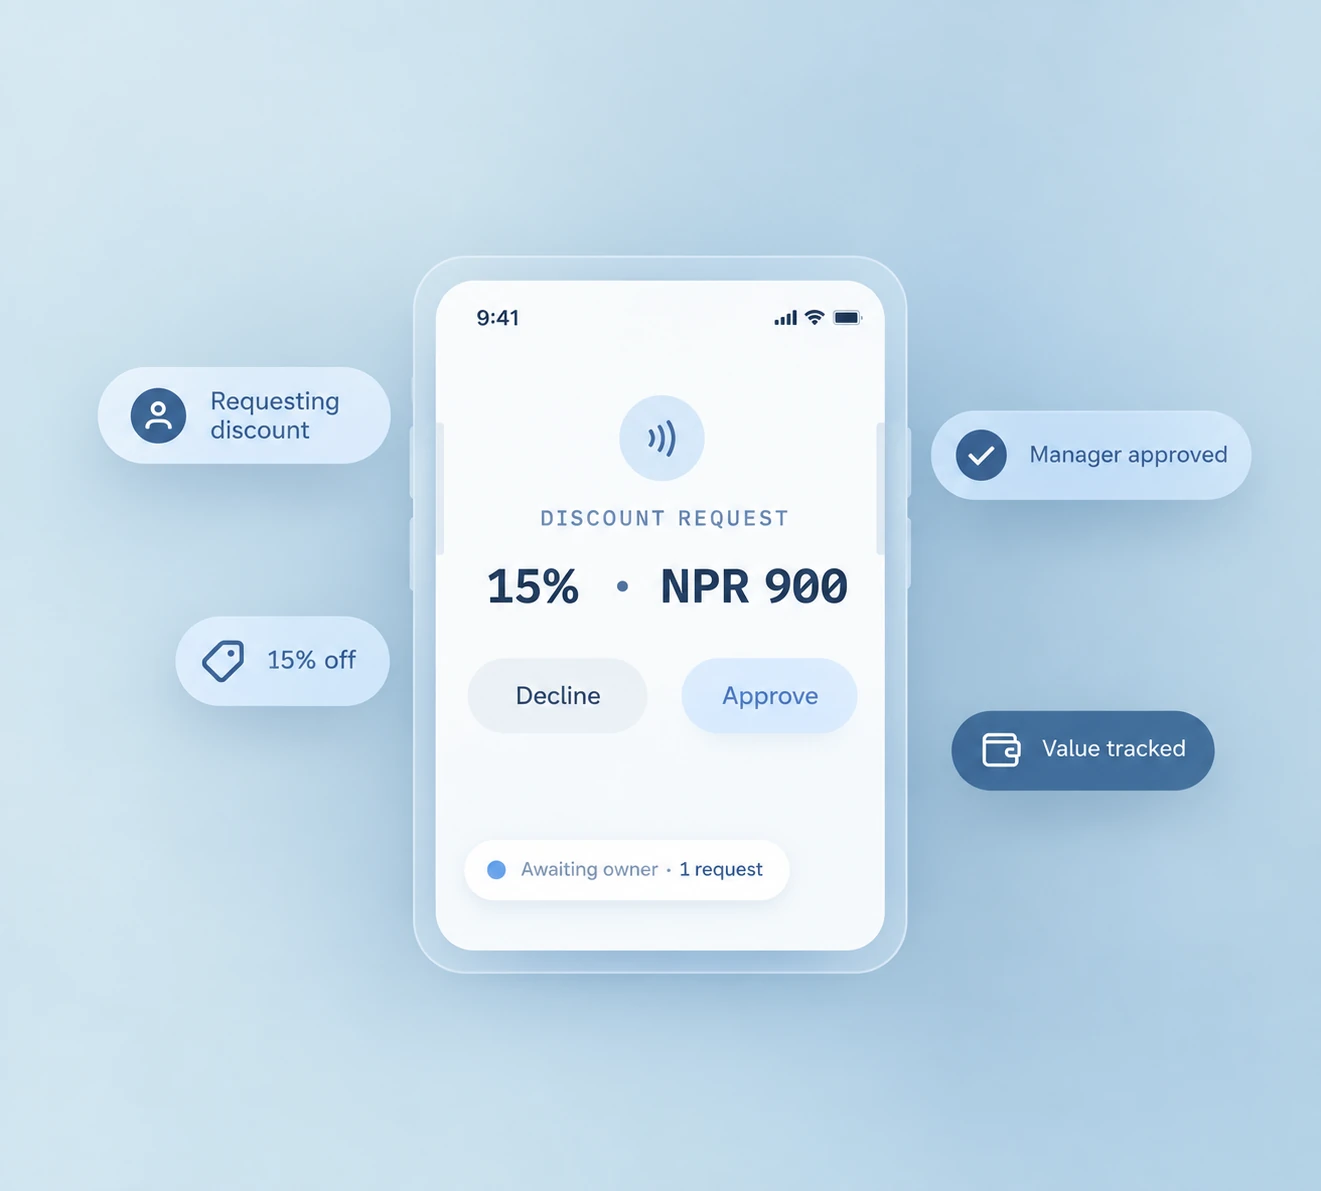 9:41
Requesting
discount
Manager approved
DISCOUNT REQUEST
15% • NPR 900
15% off
Decline
Approve
Value tracked
Awaiting owner • 1 request